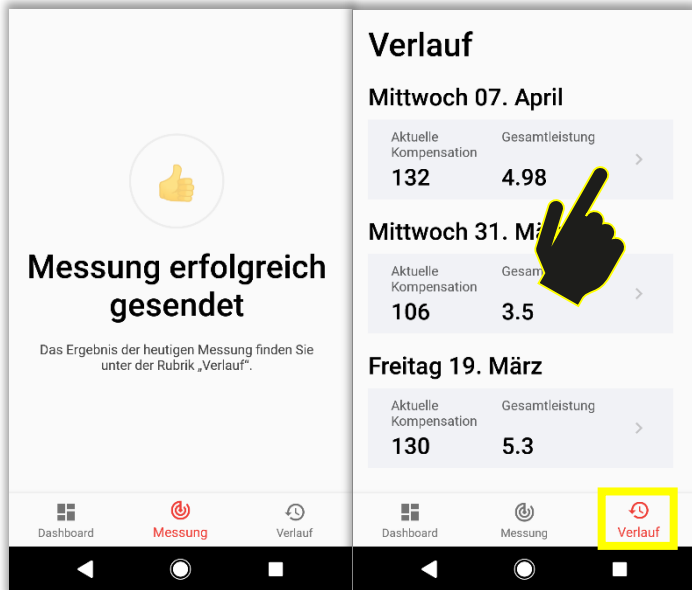 Messung erfolgreich
gesendet
Das Ergebnis der heutigen Messung finden Sie
unter der Rubrik „Verlauf“.
Dashboard
Messung
Verlauf
Verlauf
Mittwoch 07. April
Aktuelle
Kompensation
Gesamtleistung
132
4.98
Mittwoch 31.
Aktuelle
Kompensation
106
3.5
Freitag 19. März
Aktuelle
Kompensation
Gesamtleistung
130
5.3
Dashboard
Messung
Verlauf